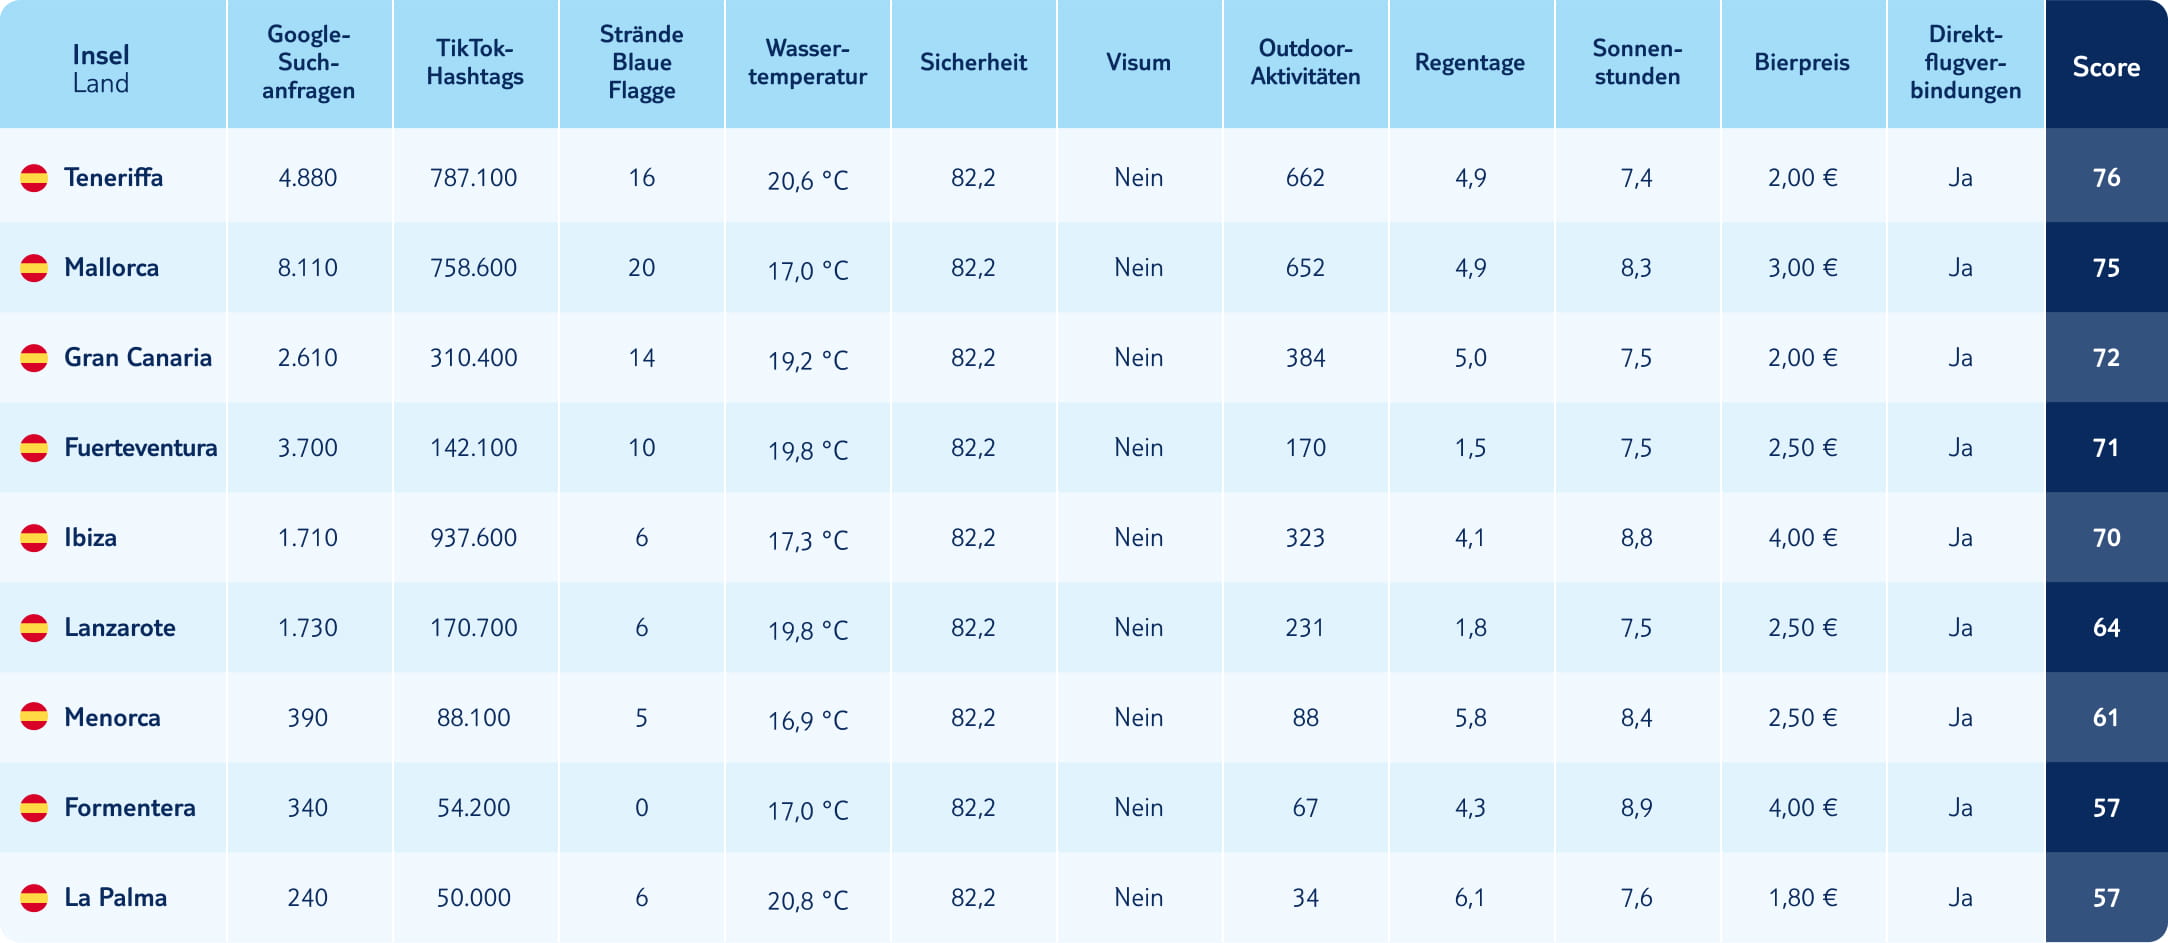 Insel
Land
Google-
Such-
anfragen
TikTok-
Hashtags
Strände
Blaue
Flagge
Wasser-
temperatur
Sicherheit
Visum
Outdoor-
Aktivitäten
Regentage
Sonnen-
stunden
Bierpreis
Direkt-
flugver-
bindungen
Score
Teneriffa 4.880 787.100 16 20,6 °C 82,2 Nein 662 4,9 7,4 2,00 € Ja 76
Mallorca 8.110 758.600 20 17,0 °C 82,2 Nein 652 4,9 8,3 3,00 € Ja 75
Gran Canaria 2.610 310.400 14 19,2 °C 82,2 Nein 384 5,0 7,5 2,00 € Ja 72
Fuerteventura 3.700 142.100 10 19,8 °C 82,2 Nein 170 1,5 7,5 2,50 € Ja 71
Ibiza 1.710 937.600 6 17,3 °C 82,2 Nein 323 4,1 8,8 4,00 € Ja 70
Lanzarote 1.730 170.700 6 19,8 °C 82,2 Nein 231 1,8 7,5 2,50 € Ja 64
Menorca 390 88.100 5 16,9 °C 82,2 Nein 88 5,8 8,4 2,50 € Ja 61
Formentera 340 54.200 0 17,0 °C 82,2 Nein 67 4,3 8,9 4,00 € Ja 57
La Palma 240 50.000 6 20,8 °C 82,2 Nein 34 6,1 7,6 1,80 € Ja 57